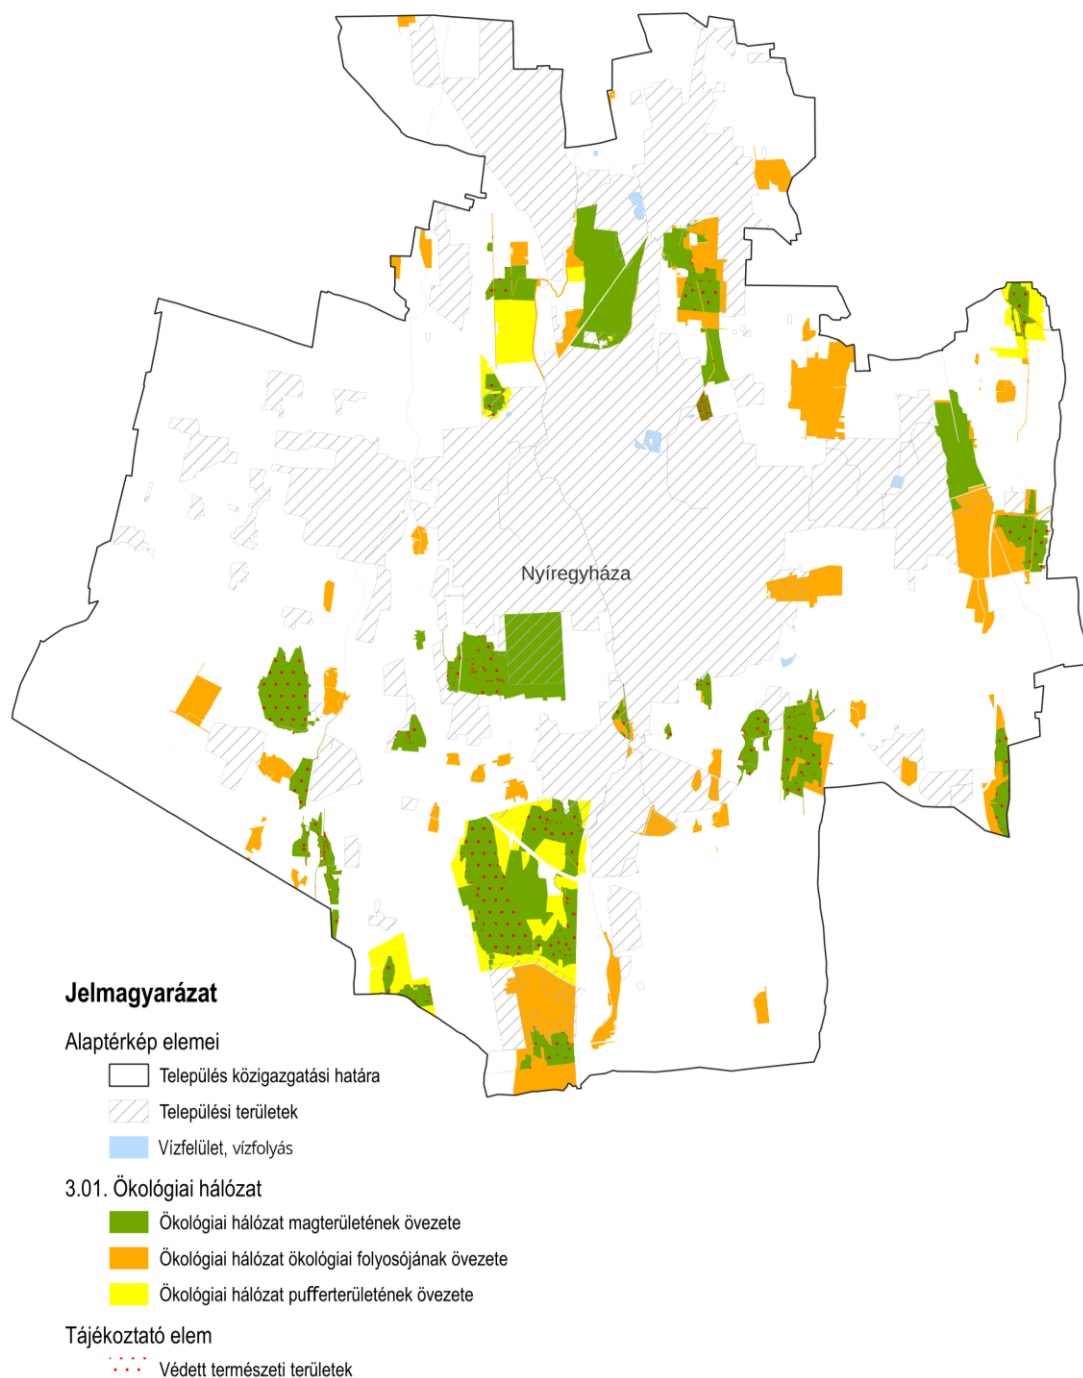 Nyíregyháza
Jelmagyarázat
Alaptérkép elemei
Település közigazgatási határa
Települési területek
Vízfelület, vízfolyás
3.01. Ökológiai hálózat
Ökológiai hálózat magterületének övezete
Ökológiai hálózat ökológiai folyosójának övezete
Ökológiai hálózat pufferterületének övezete
Tájékoztató elem
Védett természeti területek